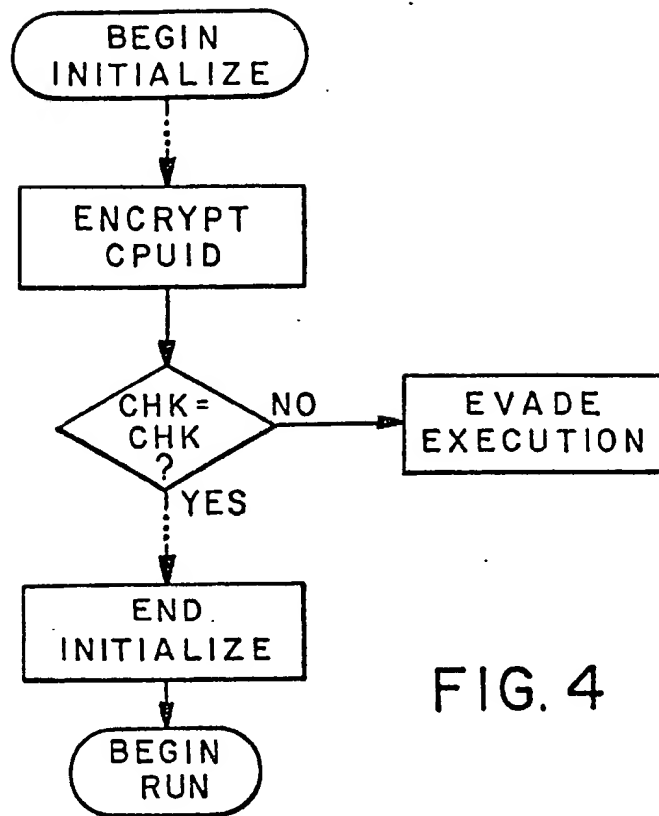 BEGIN
INITIALIZE
ENCRYPT
CPUID
CHK =
CHK
?
NO
EVADE
EXECUTION
YES
END
INITIALIZE
BEGIN
RUN
FIG. 4